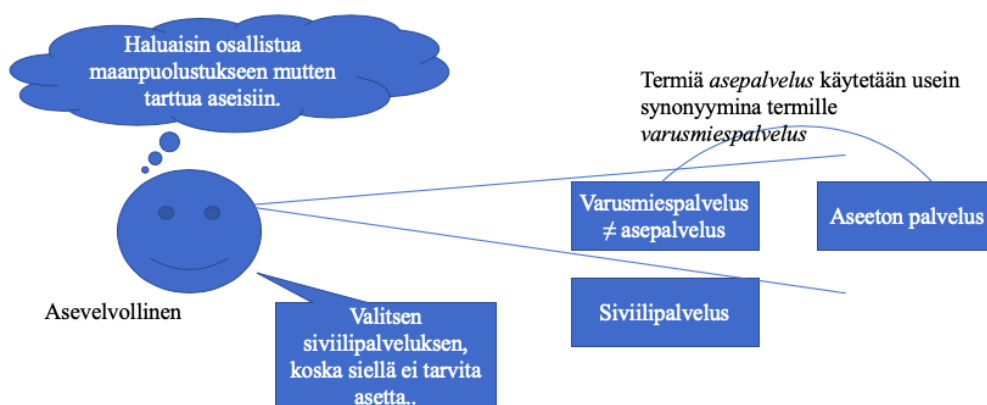 Haluaisin osallistua
maanpuolustukseen mutten
tarttua aseisiin.
Termiä asepalvelus käytetään usein
synonyymina termille
varusmiespalvelus
Varusmiespalvelus
≠ asepalvelus
Aseeton palvelus
Siviilipalvelus
Asevelvollinen
Valitsen
siviilipalveluksen,
koska siellä ei tarvita
asetta..